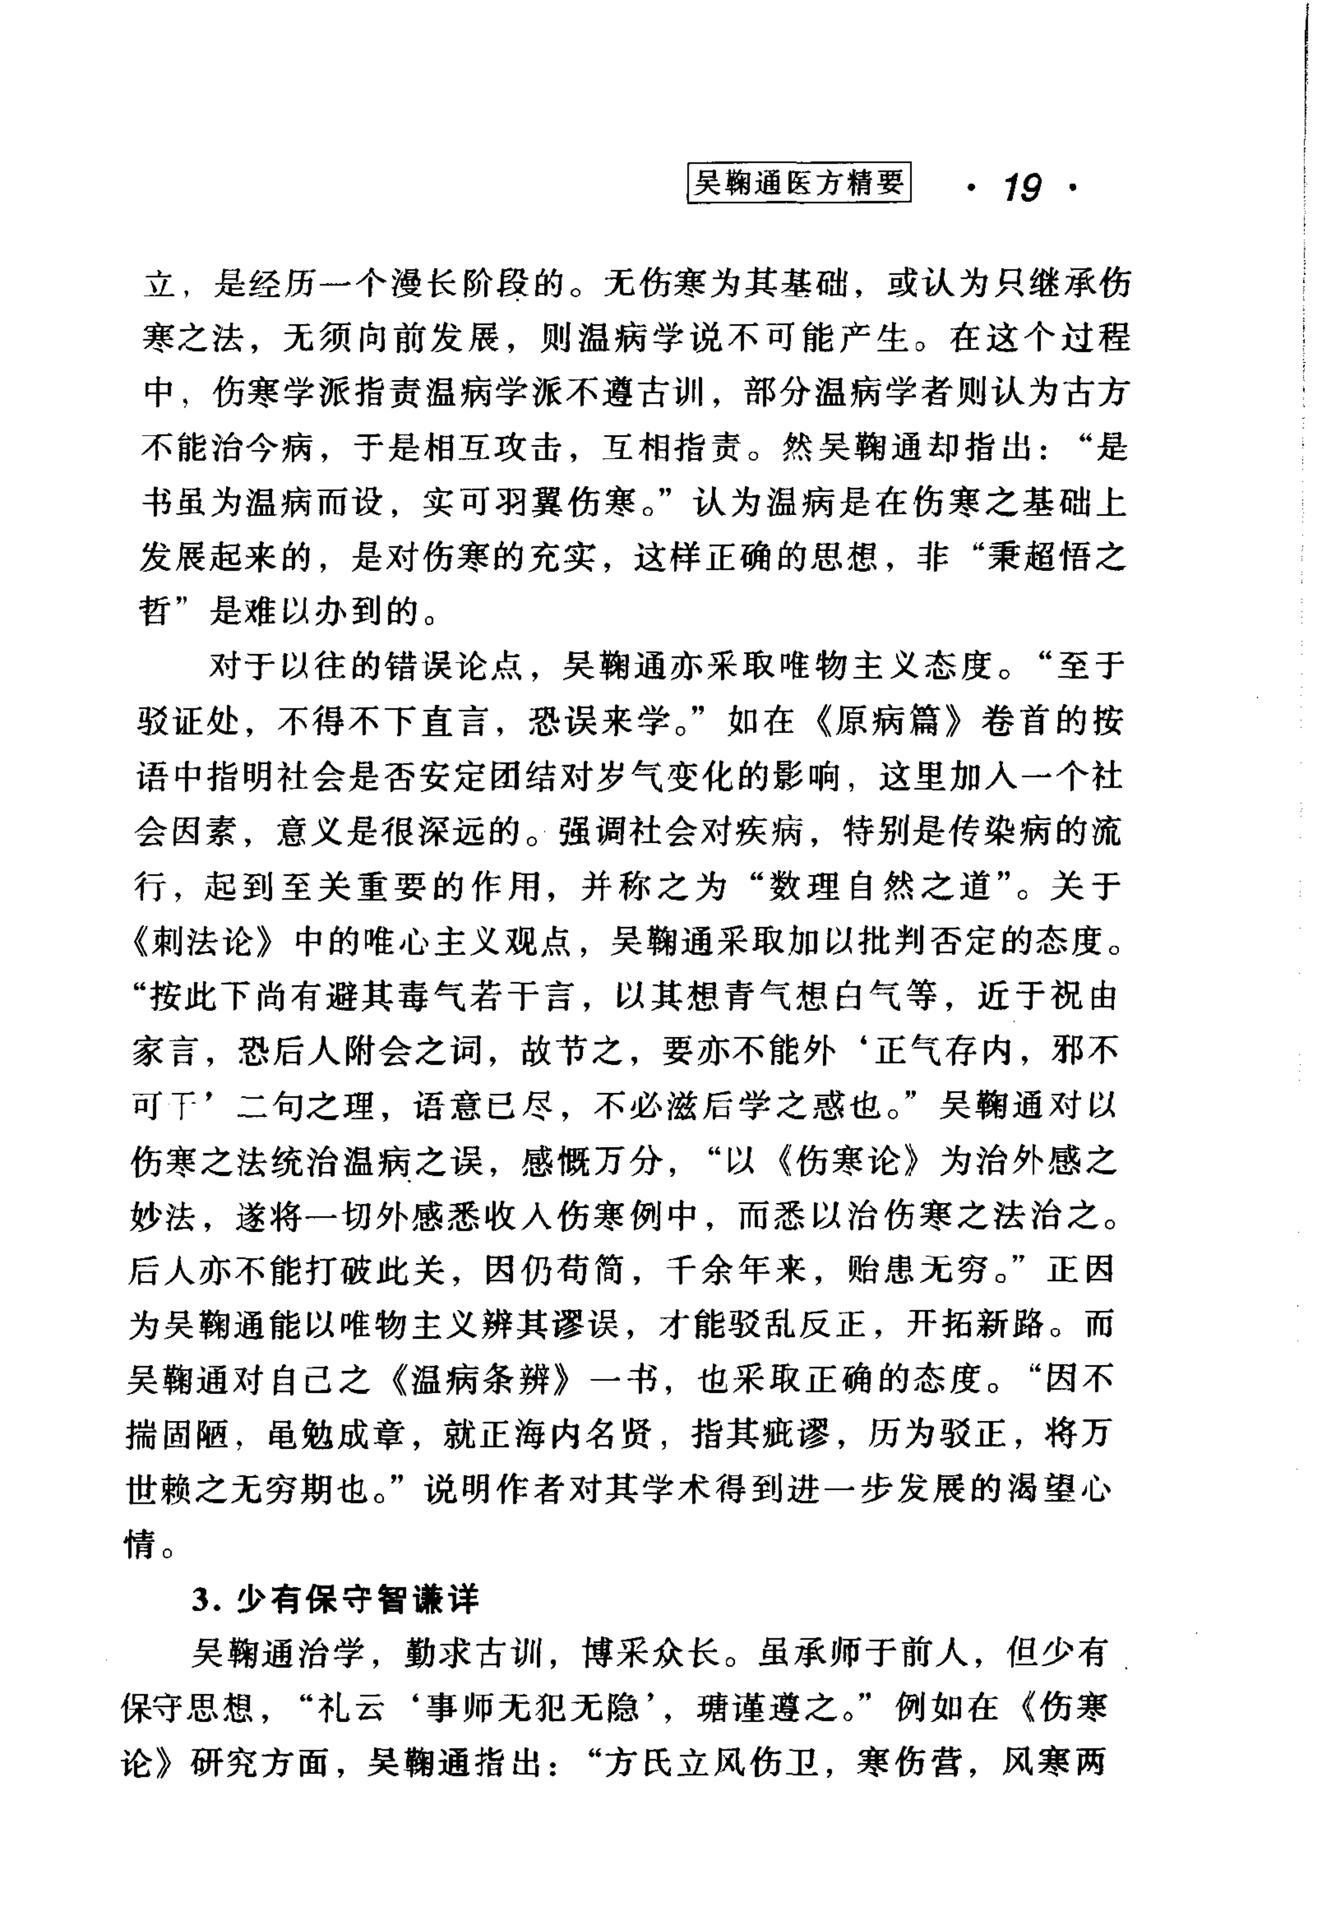 吴鞠通医方精要 · 19 ·
立，是经历一个漫长阶段的。无伤寒为其基础，或认为只继承伤
寒之法，无须向前发展，则温病学说不可能产生。在这个过程
中，伤寒学派指责温病学派不遵古训，部分温病学者则认为古方
不能治今病，于是相互攻击，互相指责。然吴鞠通却指出：“是
书虽为温病而设，实可羽翼伤寒。”认为温病是在伤寒之基础上
发展起来的，是对伤寒的充实，这样正确的思想，非“秉超悟之
哲”是难以办到的。
对于以往的错误论点，吴鞠通亦采取唯物主义态度。“至于
驳证处，不得不下直言，恐误来学。”如在《原病篇》卷首的按
语中指明社会是否安定团结对岁气变化的影响，这里加入一个社
会因素，意义是很深远的。强调社会对疾病，特别是传染病的流
行，起到至关重要的作用，并称之为“数理自然之道”。关于
《刺法论》中的唯心主义观点，吴鞠通采取加以批判否定的态度。
“按此下尚有避其毒气若干言，以其想青气想白气等，近于祝由
家言，恐后人附会之词，故节之，要亦不能外‘正气存内，邪不
可干’二句之理，语意已尽，不必滋后学之惑也。”吴鞠通对以
伤寒之法统治温病之误，感慨万分，“以《伤寒论》为治外感之
妙法，遂将一切外感悉收入伤寒例中，而悉以治伤寒之法治之。
后人亦不能打破此关，因仍苟简，千余年来，贻患无穷。”正因
为吴鞠通能以唯物主义辨其谬误，才能驳乱反正，开拓新路。而
吴鞠通对自己之《温病条辨》一书，也采取正确的态度。“因不
揣固陋，黾勉成章，就正海内名贤，指其疵谬，历为驳正，将万
世赖之无穷期也。”说明作者对其学术得到进一步发展的渴望心
情。
3. 少有保守智谦详
吴鞠通治学，勤求古训，博采众长。虽承师于前人，但少有
保守思想，“礼云‘事师无犯无隐’，瑭谨遵之。”例如在《伤寒
论》研究方面，吴鞠通指出：“方氏立风伤卫，寒伤营，风寒两